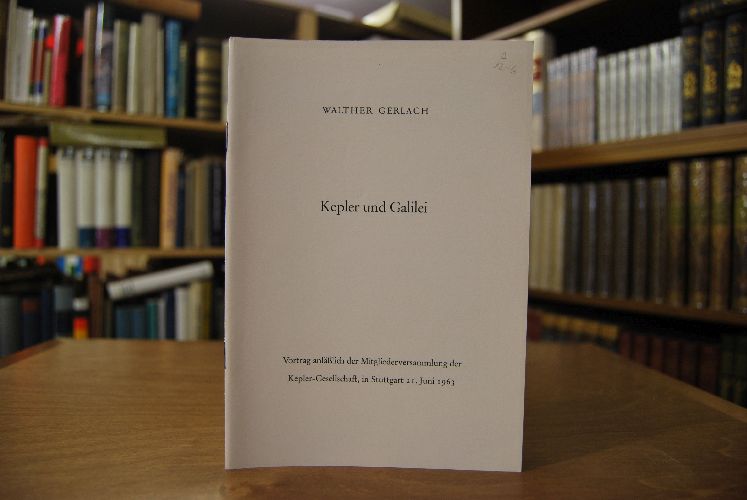 WALTHER GERLACH
Kepler und Galilei
Vortrag anläßlich der Mitgliederversammlung der
Kepler-Gesellschaft, in Stuttgart 21. Juni 1963